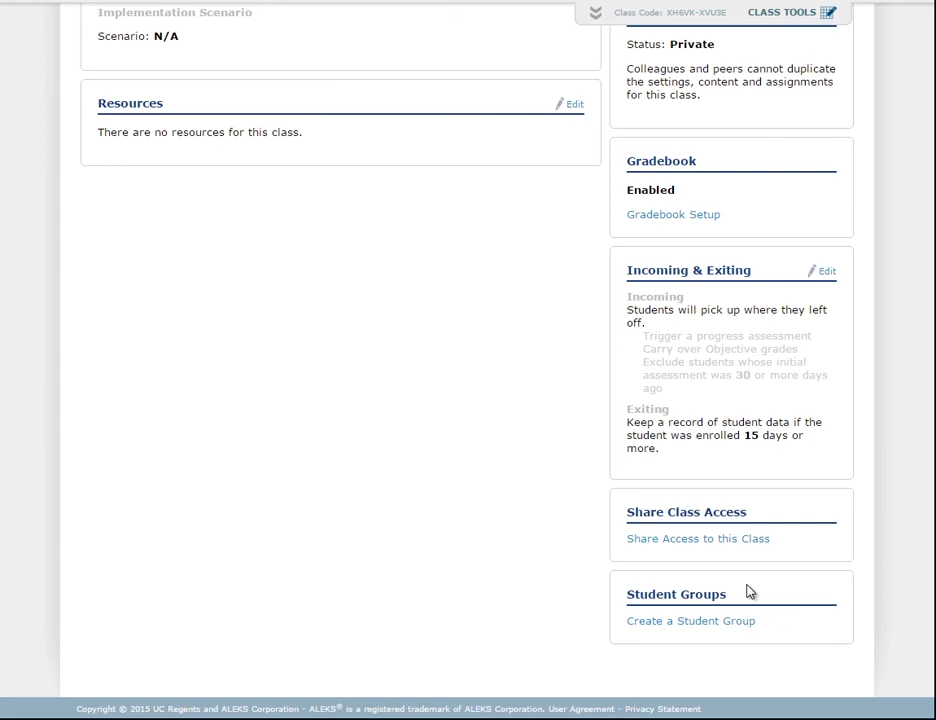 Implementation Scenario
Scenario: N/A
Resources
Edit
There are no resources for this class.
Class Code: XH6VK-XVU3E
CLASS TOOLS
Status: Private
Colleagues and peers cannot duplicate
the settings, content and assignments
for this class.
Gradebook
Enabled
Gradebook Setup
Incoming & Exiting
Edit
Incoming
Students will pick up where they left
off.
Trigger a progress assessment
Carry over Objective grades
Exclude students whose initial
assessment was 30 or more days
ago
Exiting
Keep a record of student data if the
student was enrolled 15 days or
more.
Share Class Access
Share Access to this Class
Student Groups
Create a Student Group
Copyright © 2015 UC Regents and ALEKS Corporation - ALEKS® is a registered trademark of ALEKS Corporation. User Agreement - Privacy Statement